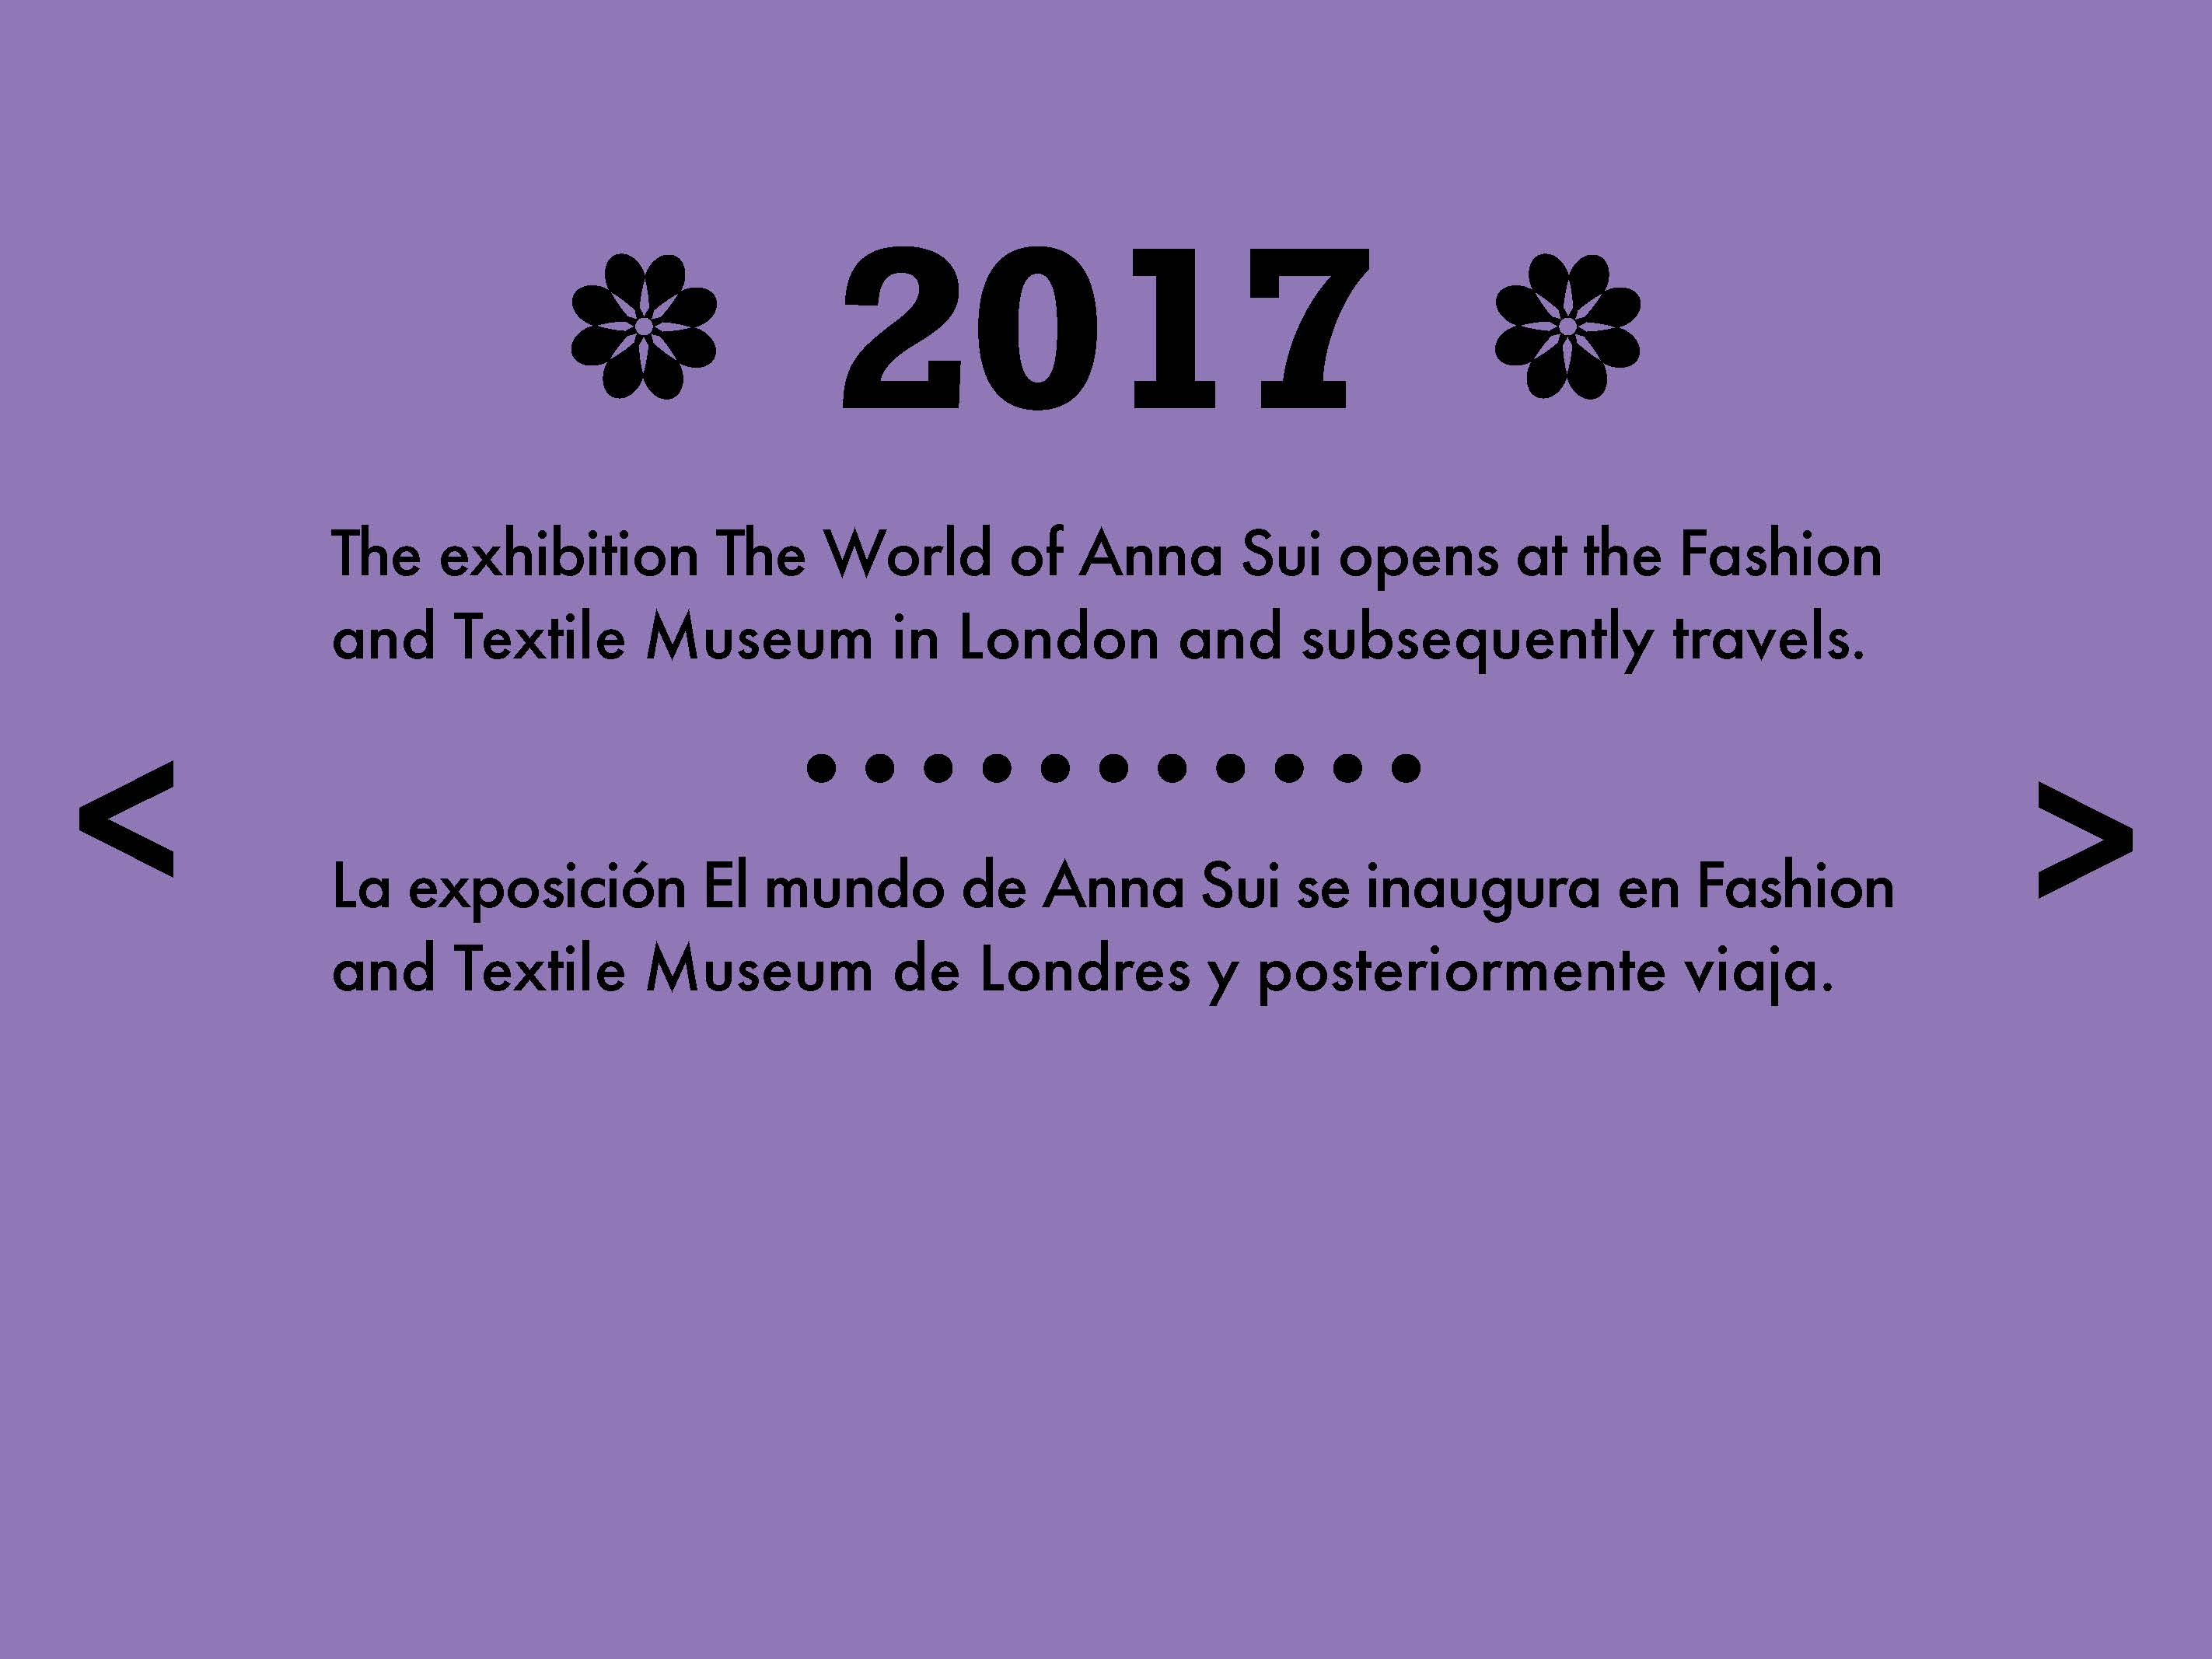 2017
The exhibition The World of Anna Sui opens at the Fashion
and Textile Museum in London and subsequently travels.
< >
La exposición El mundo de Anna Sui se inaugura en Fashion
and Textile Museum de Londres y posteriormente viaja.